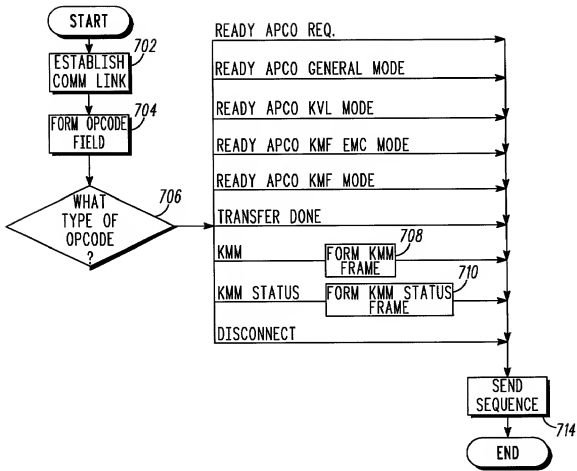 START
702
ESTABLISH
COMM LINK
704
FORM OPCODE
FIELD
706
WHAT
TYPE OF
OPCODE
?
READY APCO REQ.
READY APCO GENERAL MODE
READY APCO KVL MODE
READY APCO KMF EMC MODE
READY APCO KMF MODE
TRANSFER DONE
708
KMM
FORM KMM
FRAME
710
KMM STATUS
FORM KMM STATUS
FRAME
DISCONNECT
SEND
SEQUENCE
714
END